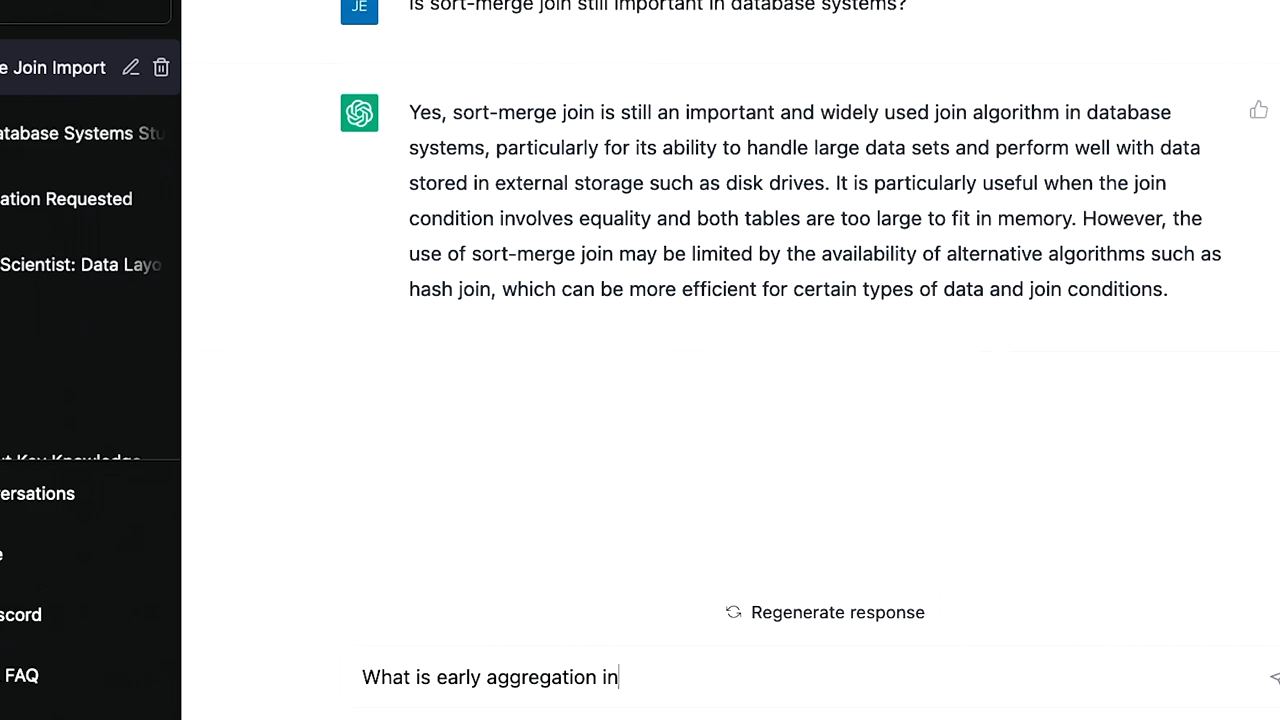 JE
Is sort-merge join still important in database systems?
e Join Import
Yes, sort-merge join is still an important and widely used join algorithm in database
systems, particularly for its ability to handle large data sets and perform well with data
stored in external storage such as disk drives. It is particularly useful when the join
condition involves equality and both tables are too large to fit in memory. However, the
use of sort-merge join may be limited by the availability of alternative algorithms such as
hash join, which can be more efficient for certain types of data and join conditions.
atabase Systems Stu
ation Requested
Scientist: Data Layo
t Key Knowledge
ersations
e
scord
FAQ
Regenerate response
What is early aggregation in